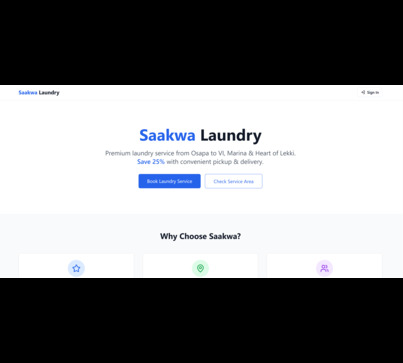 Saakwa Laundry
Sign In
Saakwa Laundry
Premium laundry service from Osapa to VI, Marina & Heart of Lekki.
Save 25% with convenient pickup & delivery.
Book Laundry Service
Check Service Area
Why Choose Saakwa?